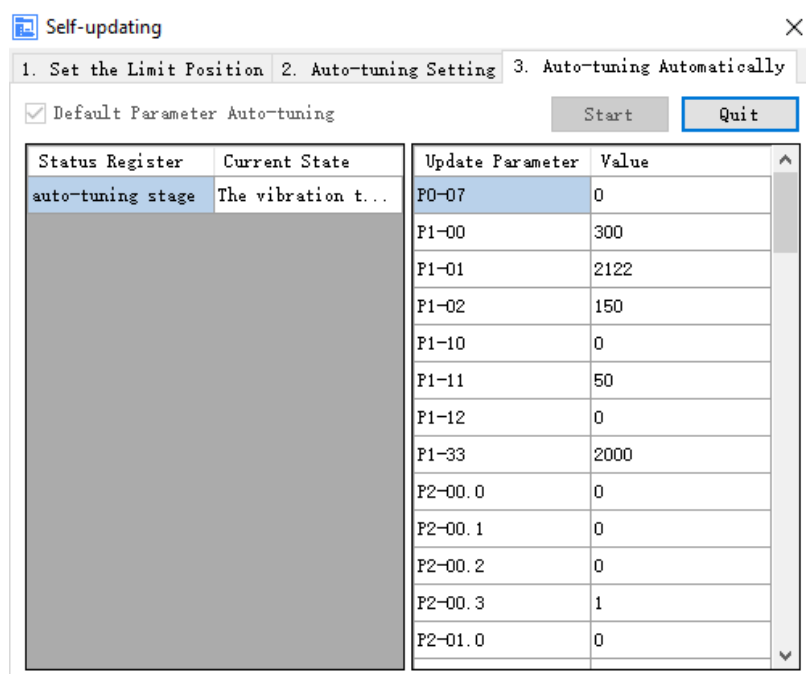 Self-updating
1. Set the Limit Position 2. Auto-tuning Setting 3. Auto-tuning Automatically
Default Parameter Auto-tuning Start Quit
Status Register Current State Update Parameter Value
auto-tuning stage The vibration t... P0-07 0
P1-00 300
P1-01 2122
P1-02 150
P1-10 0
P1-11 50
P1-12 0
P1-33 2000
P2-00.0 0
P2-00.1 0
P2-00.2 0
P2-00.3 1
P2-01.0 0